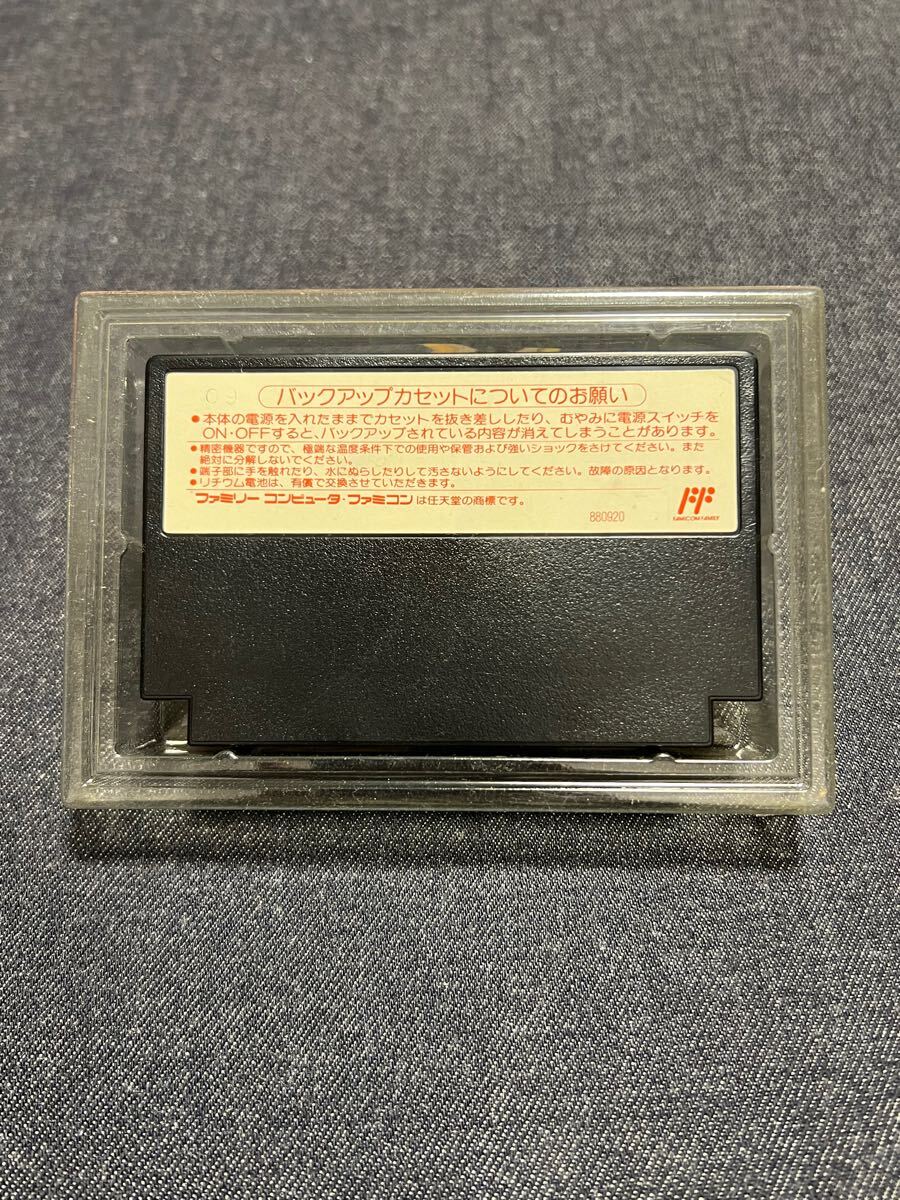 09
バックアップカセットについてのお願い
●本体の電源を入れたままでカセットを抜き差ししたり、むやみに電源スイッチを
ON・OFFすると、バックアップされている内容が消えてしまうことがあります。
●精密機器ですので、極端な温度条件下での使用や保管および強いショックをさけてください。また
絶対に分解しないでください。
●端子部に手を触れたり、水にぬらしたりして汚さないようにしてください。故障の原因となります。
●リチウム電池は、有償で交換させていただきます。
ファミリーコンピュータ・ファミコンは任天堂の商標です。
FAMICOM FAMILY
880920